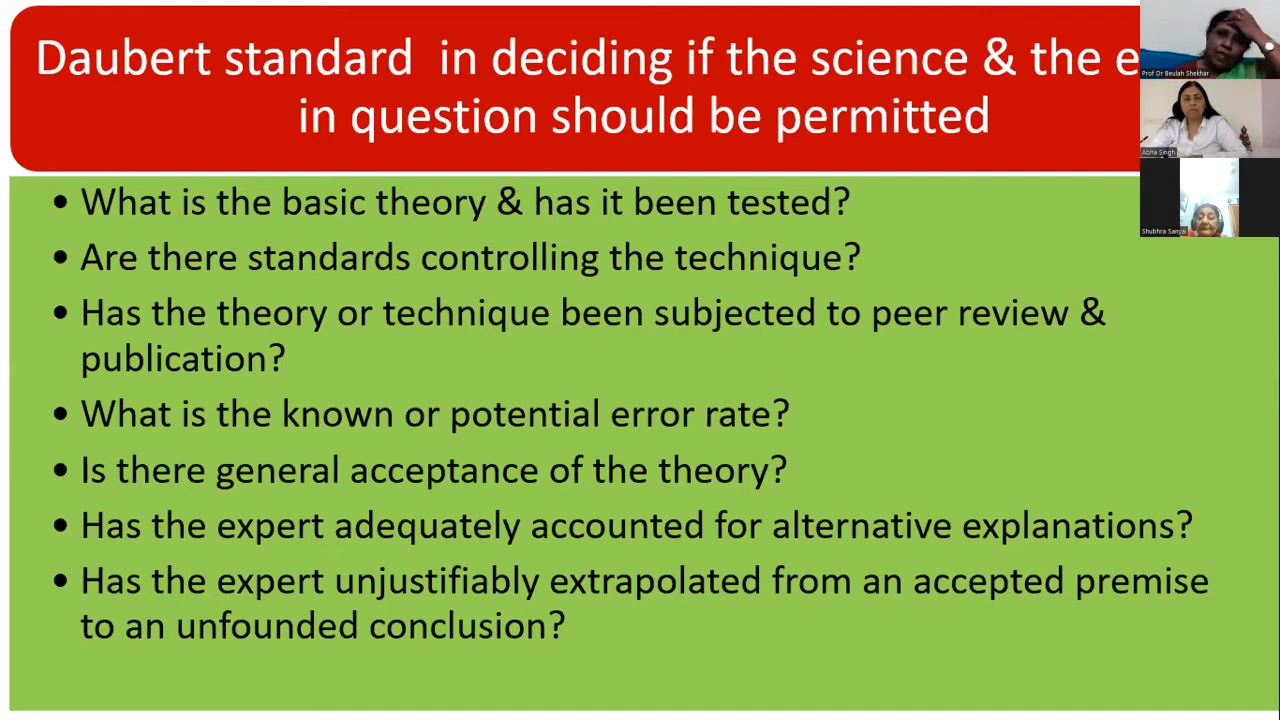 Daubert standard in deciding if the science & the e
in question should be permitted
Prof Dr Beulah Shekhar
Abha Singh
Shubhra Sanyal
• What is the basic theory & has it been tested?
• Are there standards controlling the technique?
• Has the theory or technique been subjected to peer review &
publication?
• What is the known or potential error rate?
• Is there general acceptance of the theory?
• Has the expert adequately accounted for alternative explanations?
• Has the expert unjustifiably extrapolated from an accepted premise
to an unfounded conclusion?